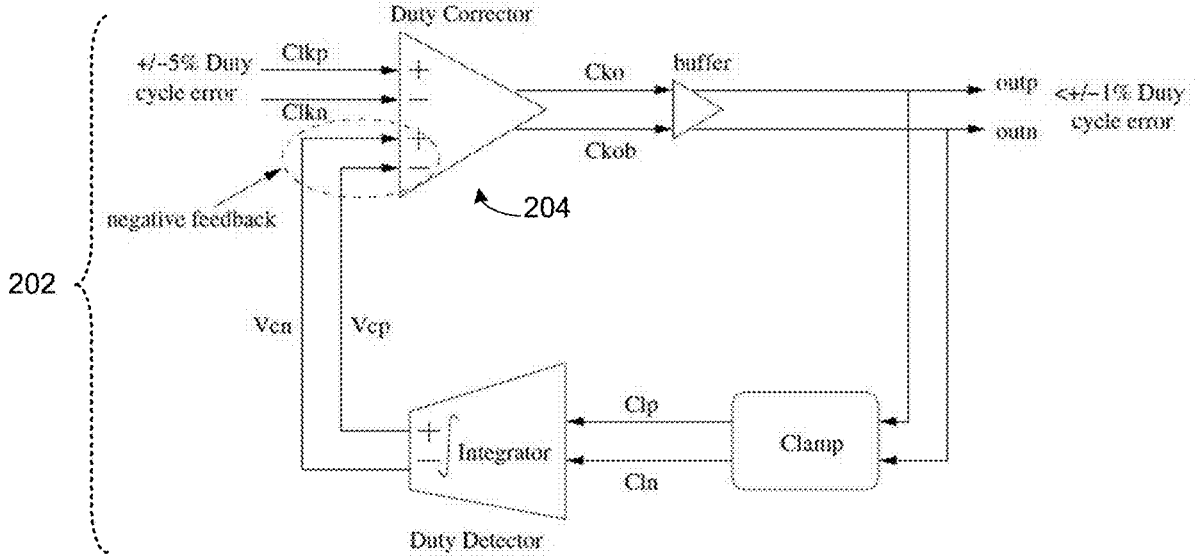 Duty Corrector
+/-5% Duty
cycle error
Clkp
Clkn
+
−
+
−
Cko
Ckob
buffer
outp
outn
<+/-1% Duty
cycle error
negative feedback
204
202
Vcn
Vcp
+
−
∫
Integrator
Clp
Cln
Clamp
Duty Detector